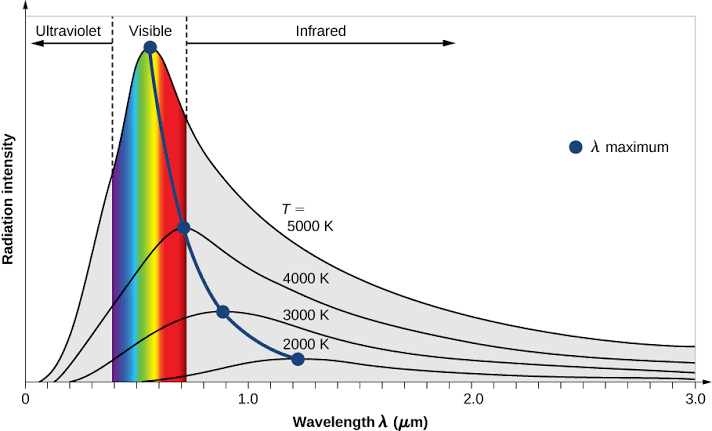 Ultraviolet
Visible
Infrared
λ maximum
T =
5000 K
4000 K
3000 K
2000 K
Radiation intensity
0
1.0
2.0
3.0
Wavelength λ (μm)